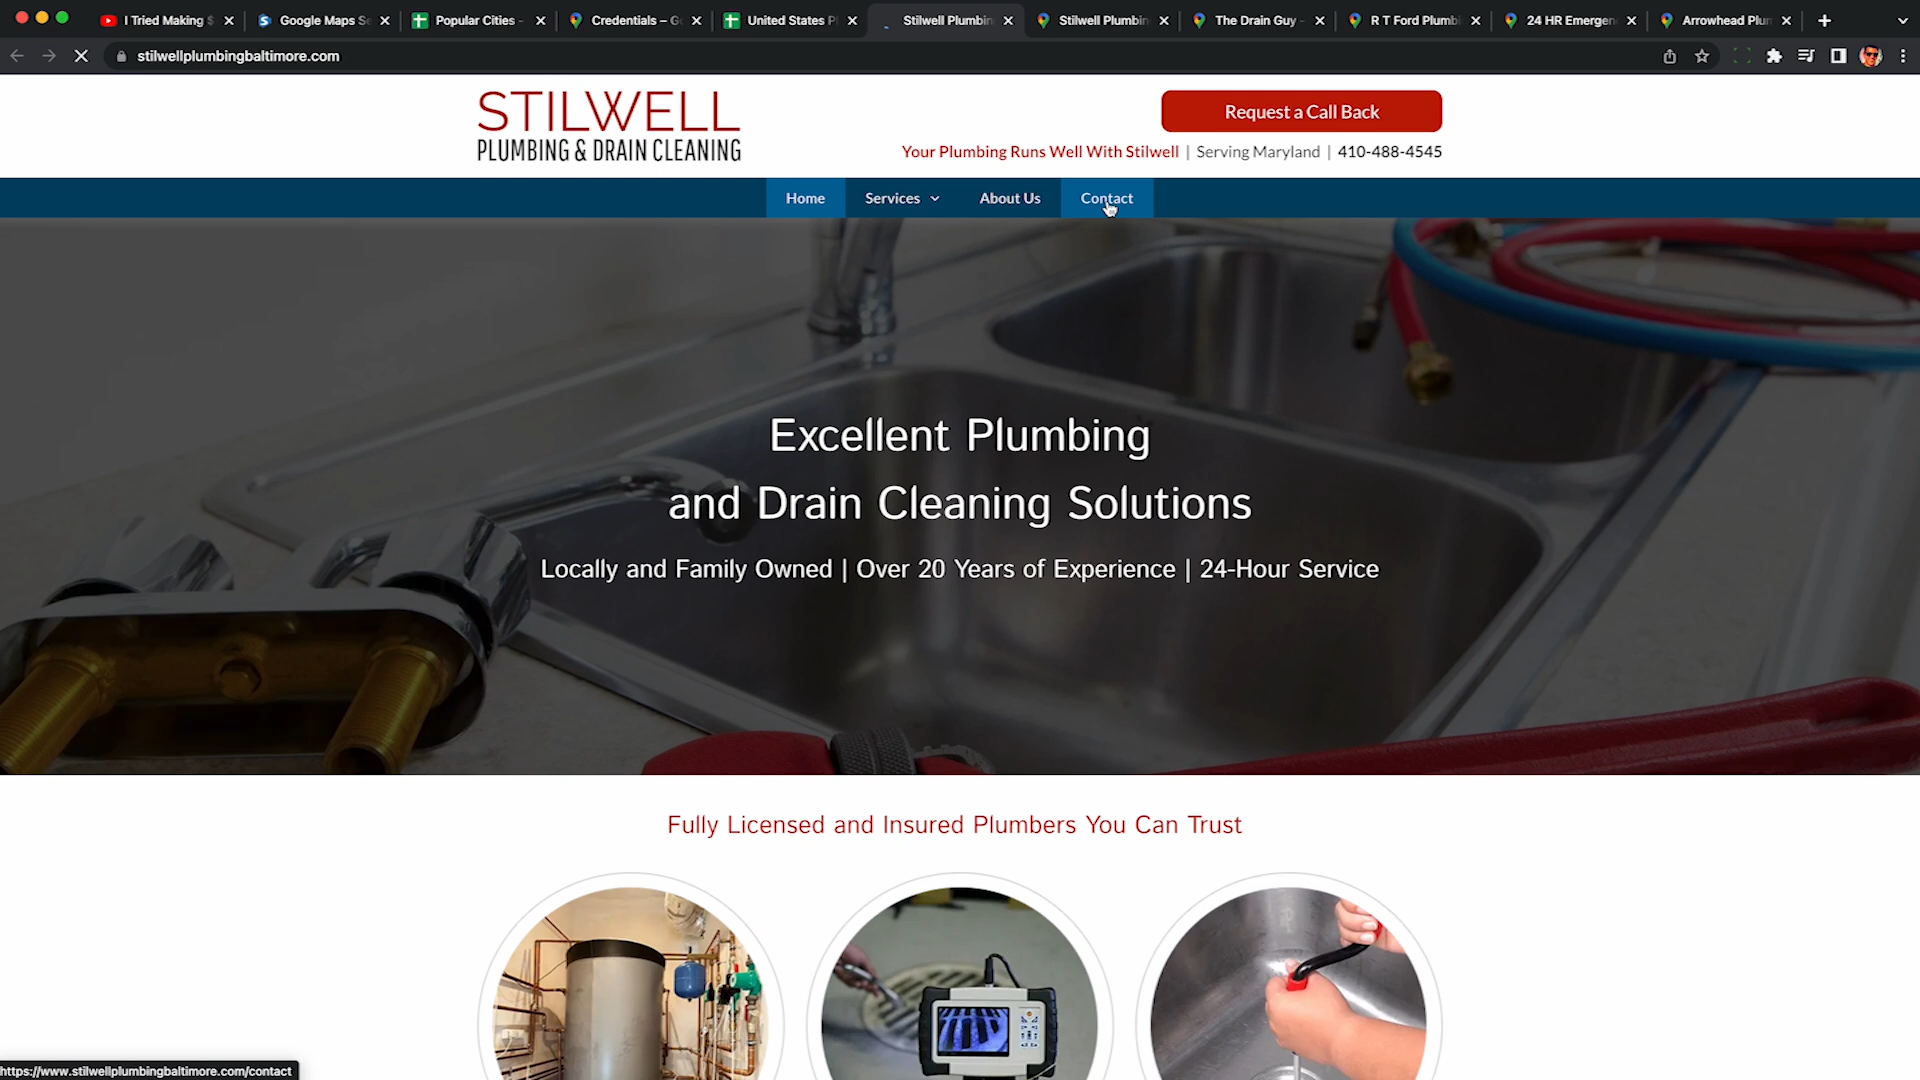 I Tried Making $
Google Maps Se
Popular Cities -
Credentials – Go
United States Pl
Stilwell Plumbin
Stilwell Plumbin
The Drain Guy -
R T Ford Plumbi
24 HR Emergen
Arrowhead Plum
stilwellplumbingbaltimore.com
STILWELL
PLUMBING & DRAIN CLEANING
Request a Call Back
Your Plumbing Runs Well With Stilwell | Serving Maryland | 410-488-4545
Home
Services
About Us
Contact
Excellent Plumbing
and Drain Cleaning Solutions
Locally and Family Owned | Over 20 Years of Experience | 24-Hour Service
Fully Licensed and Insured Plumbers You Can Trust
https://www.stilwellplumbingbaltimore.com/contact